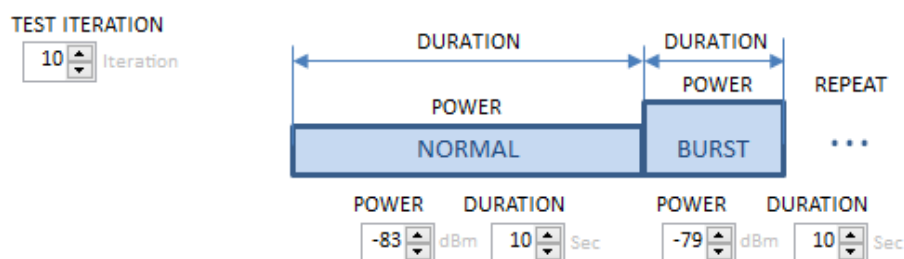 TEST ITERATION
10 Iteration
DURATION DURATION
POWER REPEAT
POWER
NORMAL BURST ...
POWER DURATION POWER DURATION
-83 dBm 10 Sec -79 dBm 10 Sec